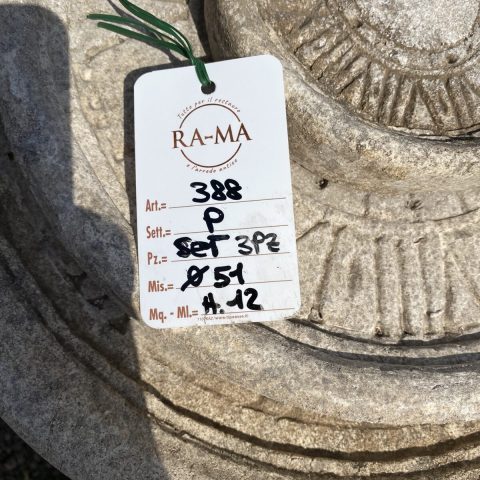 Tutto per il restauro
RA-MA
e l'arredo antico
Art.= 388
Sett.= P
Pz.= SeT 3Pz
Mis.= Ø 51
Mq. - Ml.= H. 12